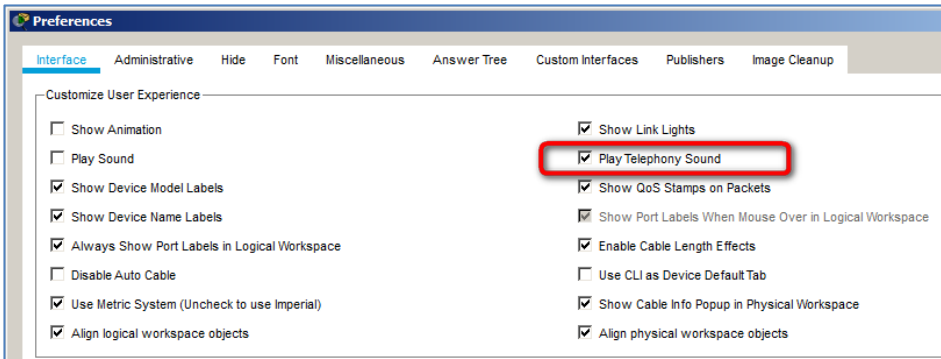 Preferences
Interface Administrative Hide Font Miscellaneous Answer Tree Custom Interfaces Publishers Image Cleanup
Customize User Experience
Show Animation
Show Link Lights
Play Sound
Play Telephony Sound
Show Device Model Labels
Show QoS Stamps on Packets
Show Device Name Labels
Show Port Labels When Mouse Over in Logical Workspace
Always Show Port Labels in Logical Workspace
Enable Cable Length Effects
Disable Auto Cable
Use CLI as Device Default Tab
Use Metric System (Uncheck to use Imperial)
Show Cable Info Popup in Physical Workspace
Align logical workspace objects
Align physical workspace objects